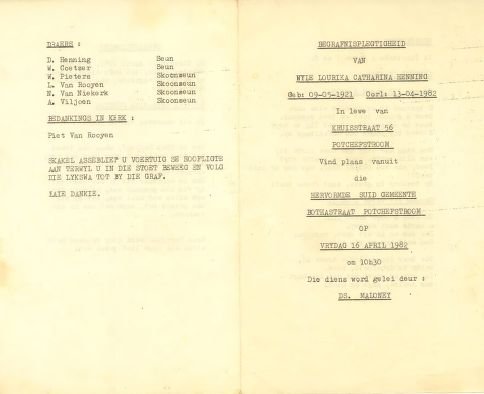 DRAERS :
D. Henning Seun
W. Coetzer Seun
W. Pieters Skoonseun
L. Van Rooyen Skoonseun
N. Van Niekerk Skoonseun
A. Viljoen Skoonseun
BEDANKINGS IN KERK :
Piet Van Rooyen
SKAKEL ASSEBLIEF U VOERTUIG SE HOOFLIGTE
AAN TERWYL U IN DIE STOET BEWEEG EN VOLG
DIE LYKSWA TOT BY DIE GRAF.
BAIE DANKIE.
BEGRAFNISPLEGTIGHEID
VAN
WYLE LOURIKA CATHARINA HENNING
Geb: 09-05-1921 Oorl: 13-04-1982
In lewe van
KRUISSTRAAT 56
POTCHEFSTROOM
Vind plaas vanuit
die
HERVORMDE SUID GEMEENTE
BOTHASTRAAT POTCHEFSTROOM
OP
VRYDAG 16 APRIL 1982
om 10h30
Die diens word gelei deur :
DS. MALONEY